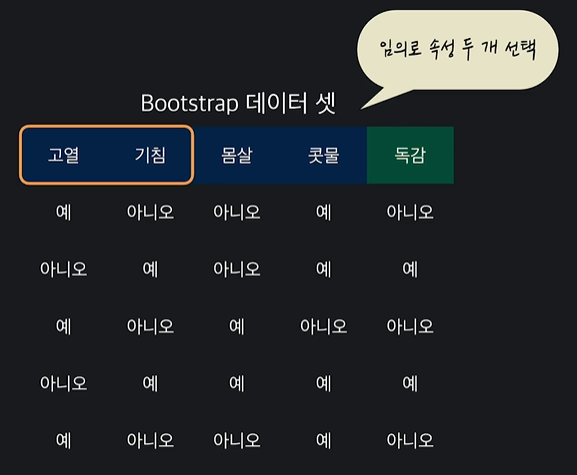 임의로 속성 두 개 선택
Bootstrap 데이터 셋
고열 기침 몸살 콧물 독감
예 아니오 아니오 예 아니오
아니오 예 아니오 예 예
예 아니오 예 아니오 아니오
아니오 예 예 예 예
예 아니오 아니오 예 아니오